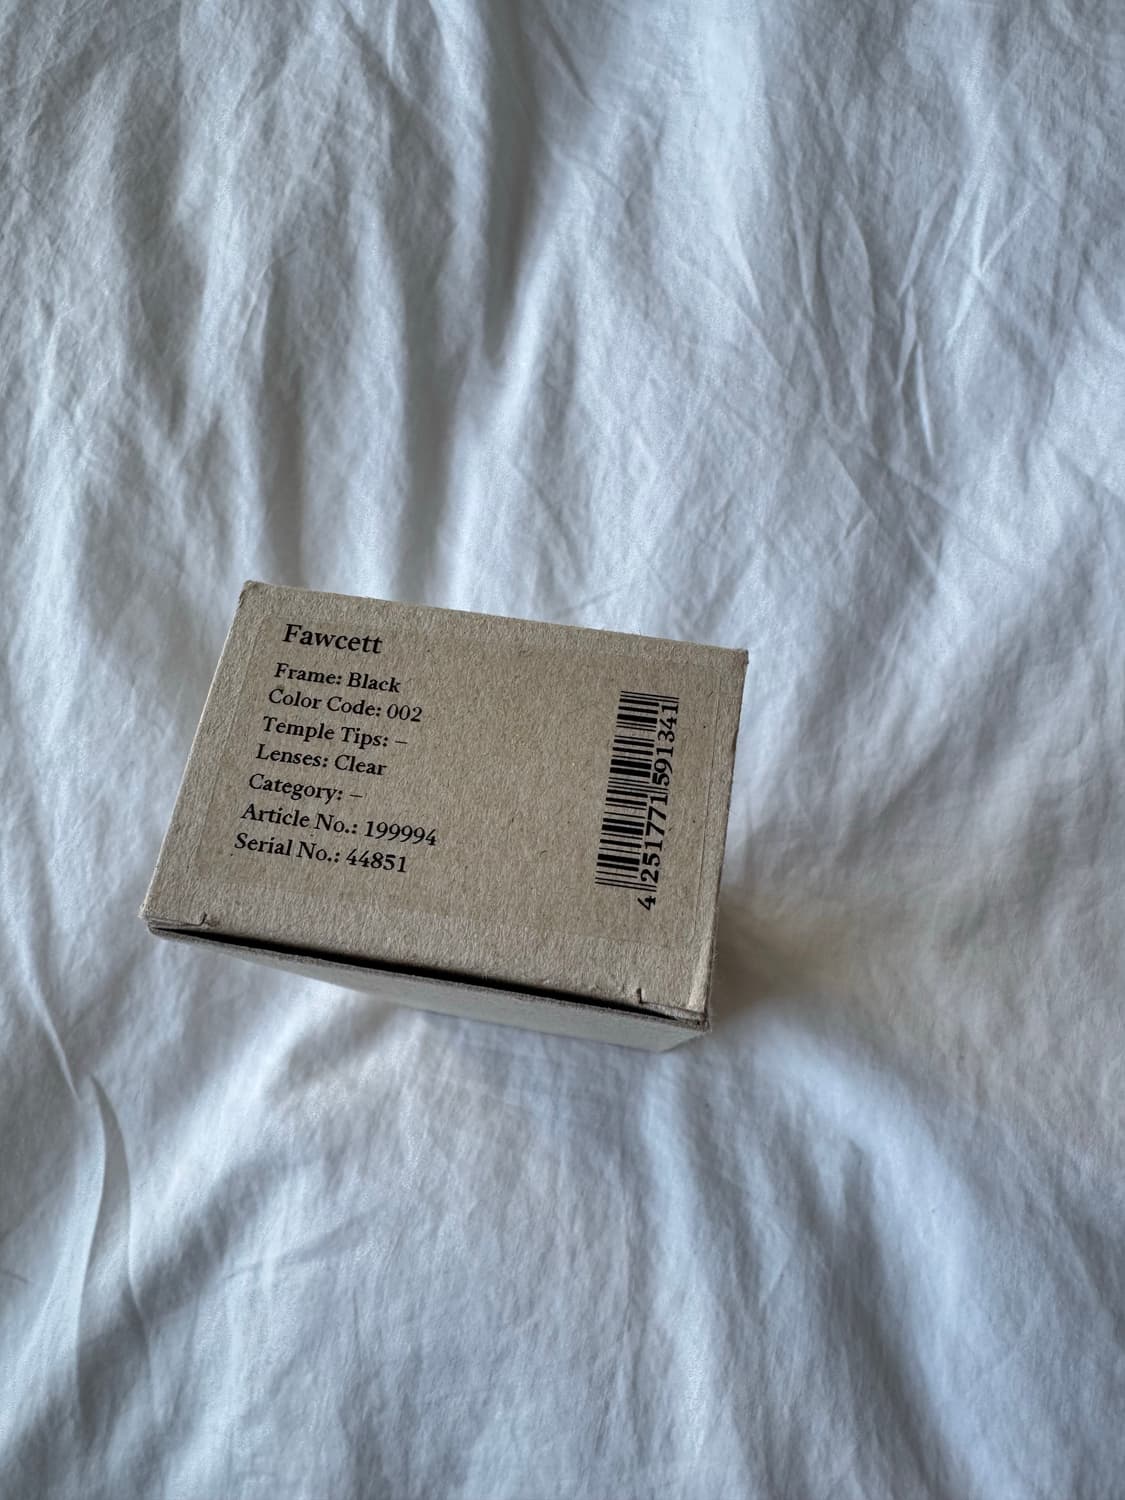 Fawcett
Frame: Black
Color Code: 002
Temple Tips: –
Lenses: Clear
Category: –
Article No.: 199994
Serial No.: 44851
4 251771 591341